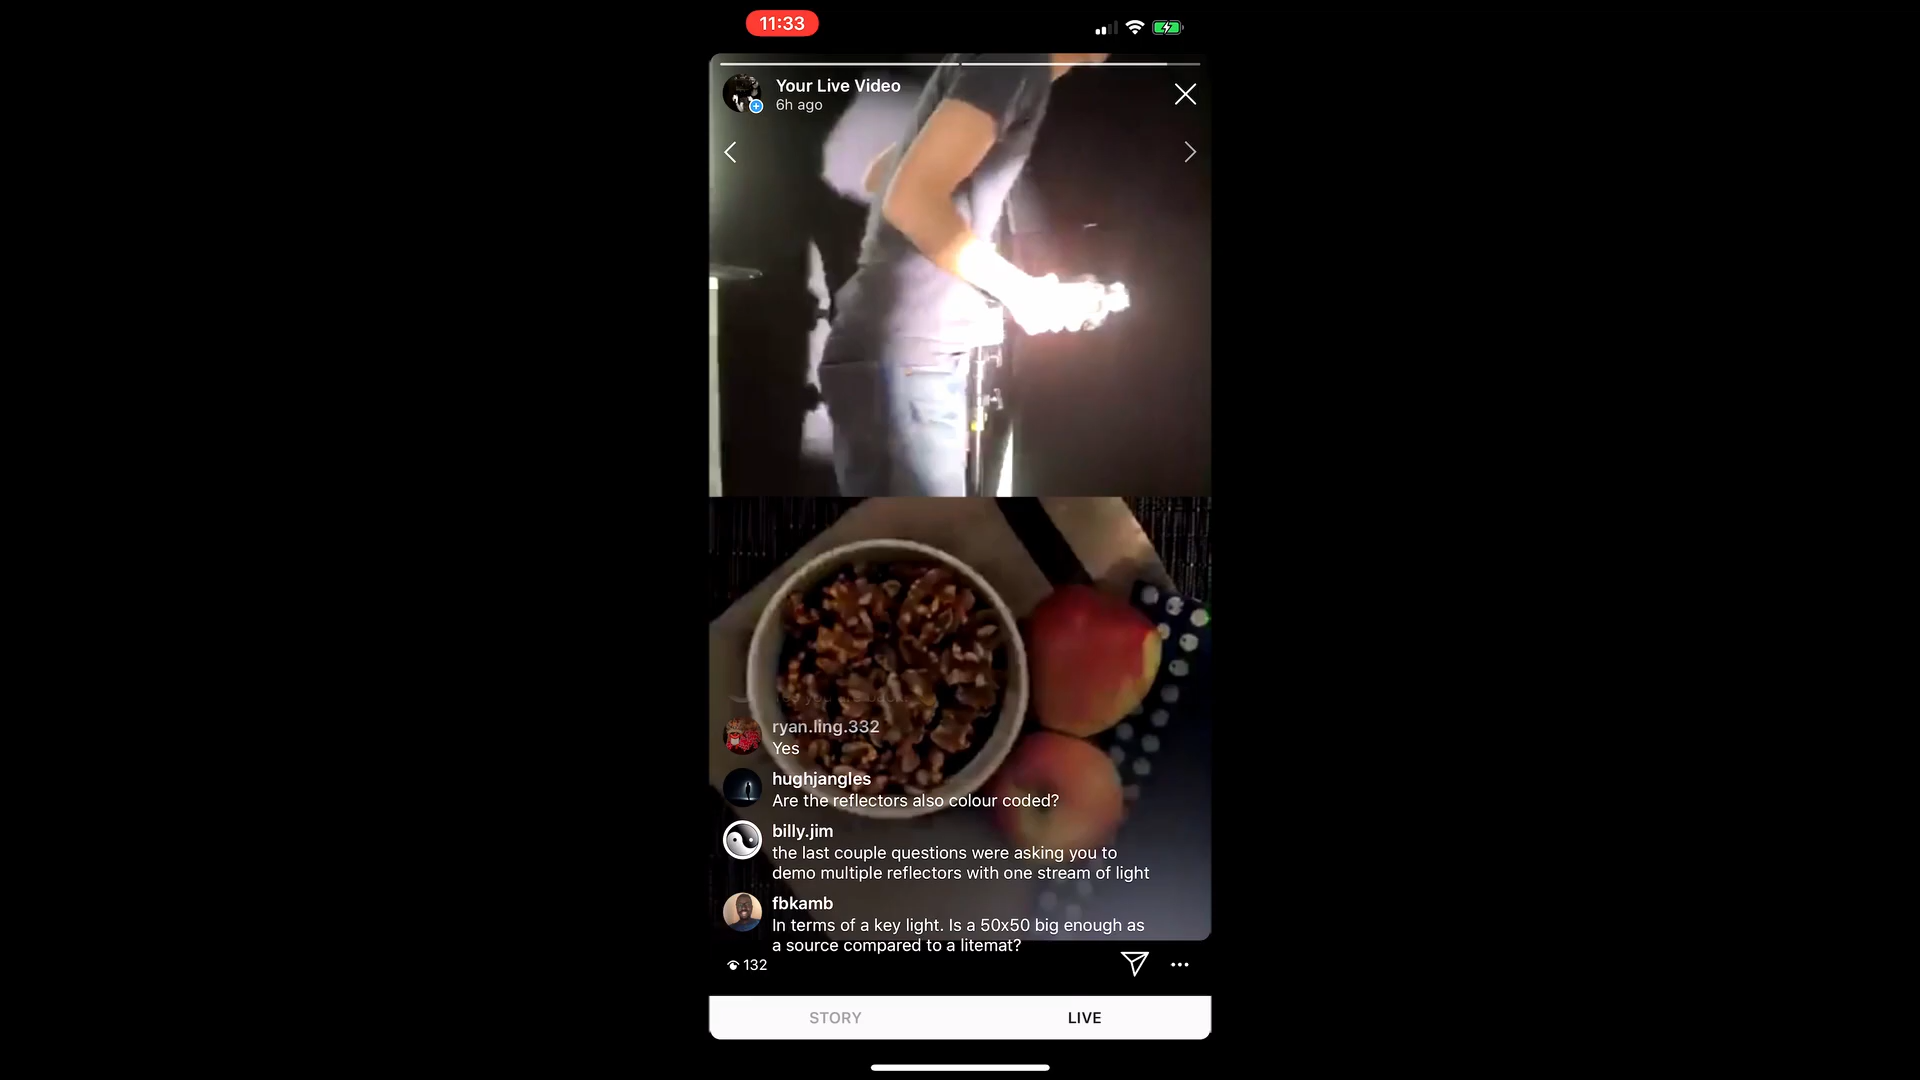 11:33
Your Live Video
6h ago
ryan.ling.332
Yes
hughjangles
Are the reflectors also colour coded?
billy.jim
the last couple questions were asking you to
demo multiple reflectors with one stream of light
fbkamb
In terms of a key light. Is a 50x50 big enough as
a source compared to a litemat?
132
STORY
LIVE